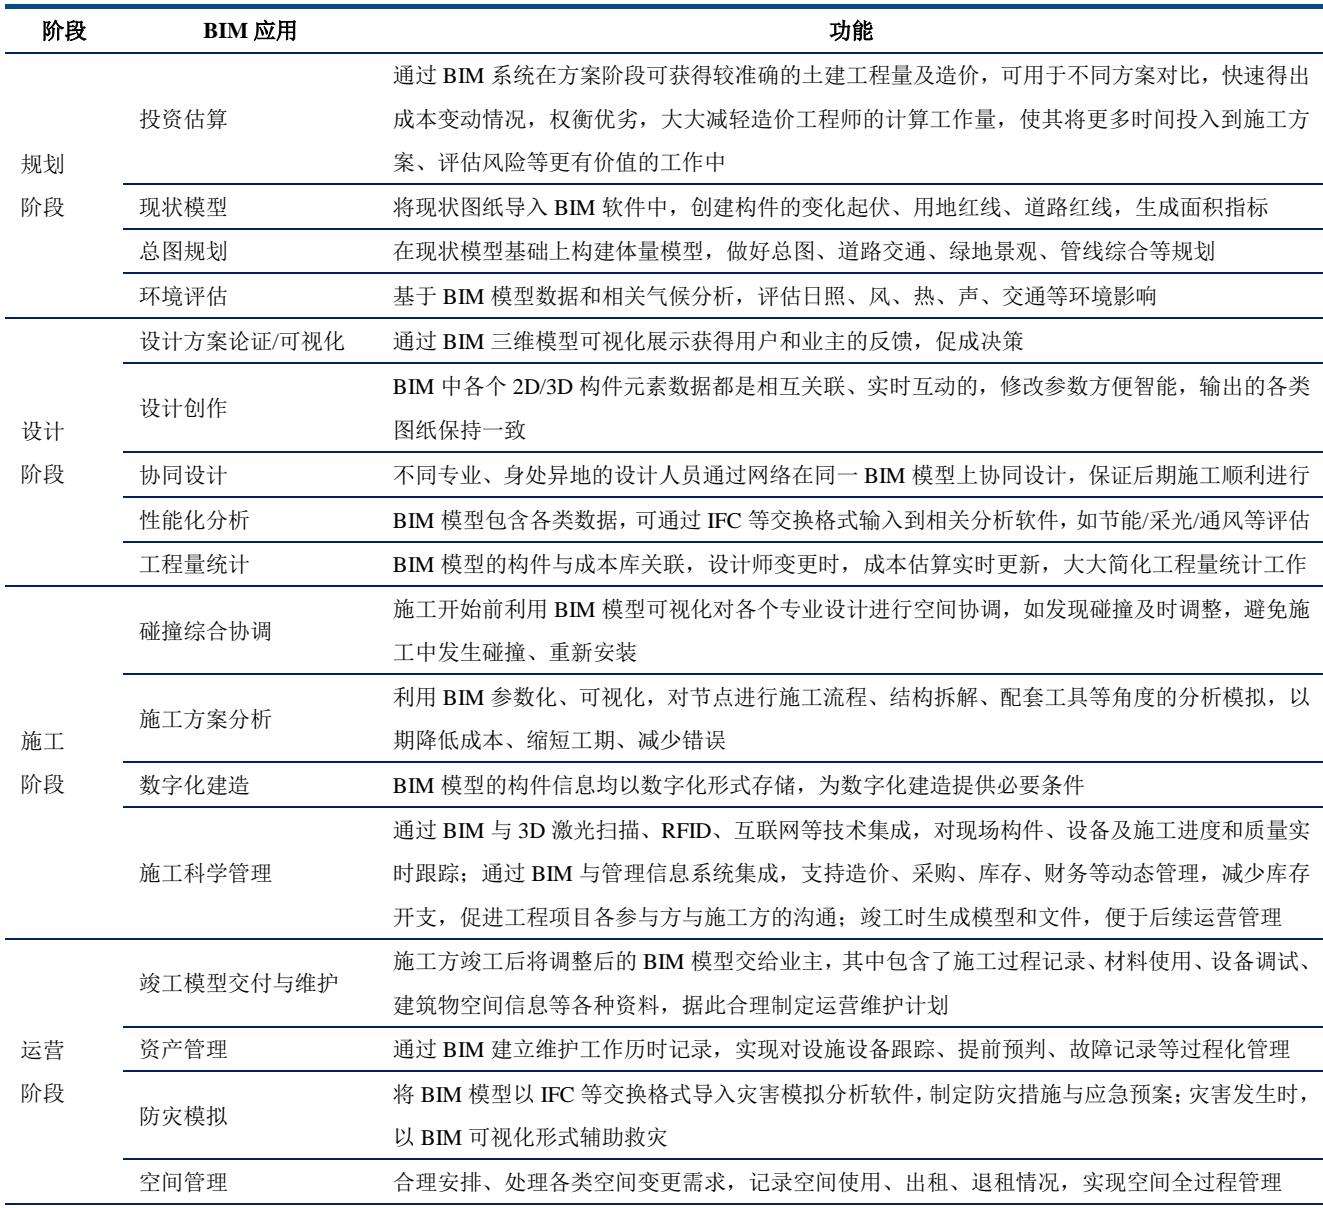 阶段 BIM 应用 功能
通过 BIM 系统在方案阶段可获得较准确的土建工程量及造价，可用于不同方案对比，快速得出
投资估算 成本变动情况，权衡优劣，大大减轻造价工程师的计算工作量，使其将更多时间投入到施工方
规划 案、评估风险等更有价值的工作中
阶段 现状模型 将现状图纸导入 BIM 软件中，创建构件的变化起伏、用地红线、道路红线，生成面积指标
总图规划 在现状模型基础上构建体量模型，做好总图、道路交通、绿地景观、管线综合等规划
环境评估 基于 BIM 模型数据和相关气候分析，评估日照、风、热、声、交通等环境影响
设计方案论证/可视化 通过 BIM 三维模型可视化展示获得用户和业主的反馈，促成决策
BIM 中各个 2D/3D 构件元素数据都是相互关联、实时互动的，修改参数方便智能，输出的各类
设计创作
设计 图纸保持一致
阶段 协同设计 不同专业、身处异地的设计人员通过网络在同一 BIM 模型上协同设计，保证后期施工顺利进行
性能化分析 BIM 模型包含各类数据，可通过 IFC 等交换格式输入到相关分析软件，如节能/采光/通风等评估
工程量统计 BIM 模型的构件与成本库关联，设计师变更时，成本估算实时更新，大大简化工程量统计工作
施工开始前利用 BIM 模型可视化对各个专业设计进行空间协调，如发现碰撞及时调整，避免施
碰撞综合协调
工中发生碰撞、重新安装
利用 BIM 参数化、可视化，对节点进行施工流程、结构拆解、配套工具等角度的分析模拟，以
施工方案分析
施工 期降低成本、缩短工期、减少错误
阶段 数字化建造 BIM 模型的构件信息均以数字化形式存储，为数字化建造提供必要条件
通过 BIM 与 3D 激光扫描、RFID、互联网等技术集成，对现场构件、设备及施工进度和质量实
施工科学管理 时跟踪；通过 BIM 与管理信息系统集成，支持造价、采购、库存、财务等动态管理，减少库存
开支，促进工程项目各参与方与施工方的沟通；竣工时生成模型和文件，便于后续运营管理
施工方竣工后将调整后的 BIM 模型交给业主，其中包含了施工过程记录、材料使用、设备调试、
竣工模型交付与维护
建筑物空间信息等各种资料，据此合理制定运营维护计划
运营 资产管理 通过 BIM 建立维护工作历时记录，实现对设施设备跟踪、提前预判、故障记录等过程化管理
阶段 将 BIM 模型以 IFC 等交换格式导入灾害模拟分析软件，制定防灾措施与应急预案；灾害发生时，
防灾模拟
以 BIM 可视化形式辅助救灾
空间管理 合理安排、处理各类空间变更需求，记录空间使用、出租、退租情况，实现空间全过程管理